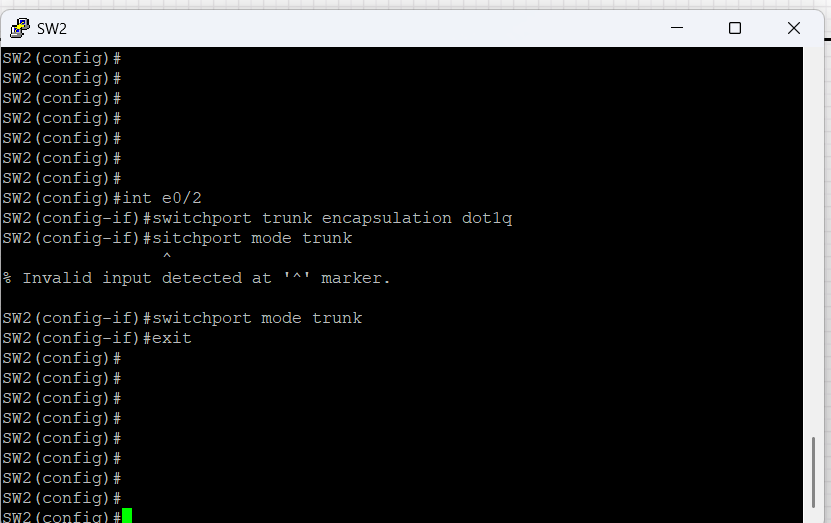 SW2
SW2(config)#
SW2(config)#
SW2(config)#
SW2(config)#
SW2(config)#
SW2(config)#
SW2(config)#
SW2(config)#int e0/2
SW2(config-if)#switchport trunk encapsulation dot1q
SW2(config-if)#sitchport mode trunk
^
% Invalid input detected at '^' marker.
SW2(config-if)#switchport mode trunk
SW2(config-if)#exit
SW2(config)#
SW2(config)#
SW2(config)#
SW2(config)#
SW2(config)#
SW2(config)#
SW2(config)#
SW2(config)#
SW2(config)#